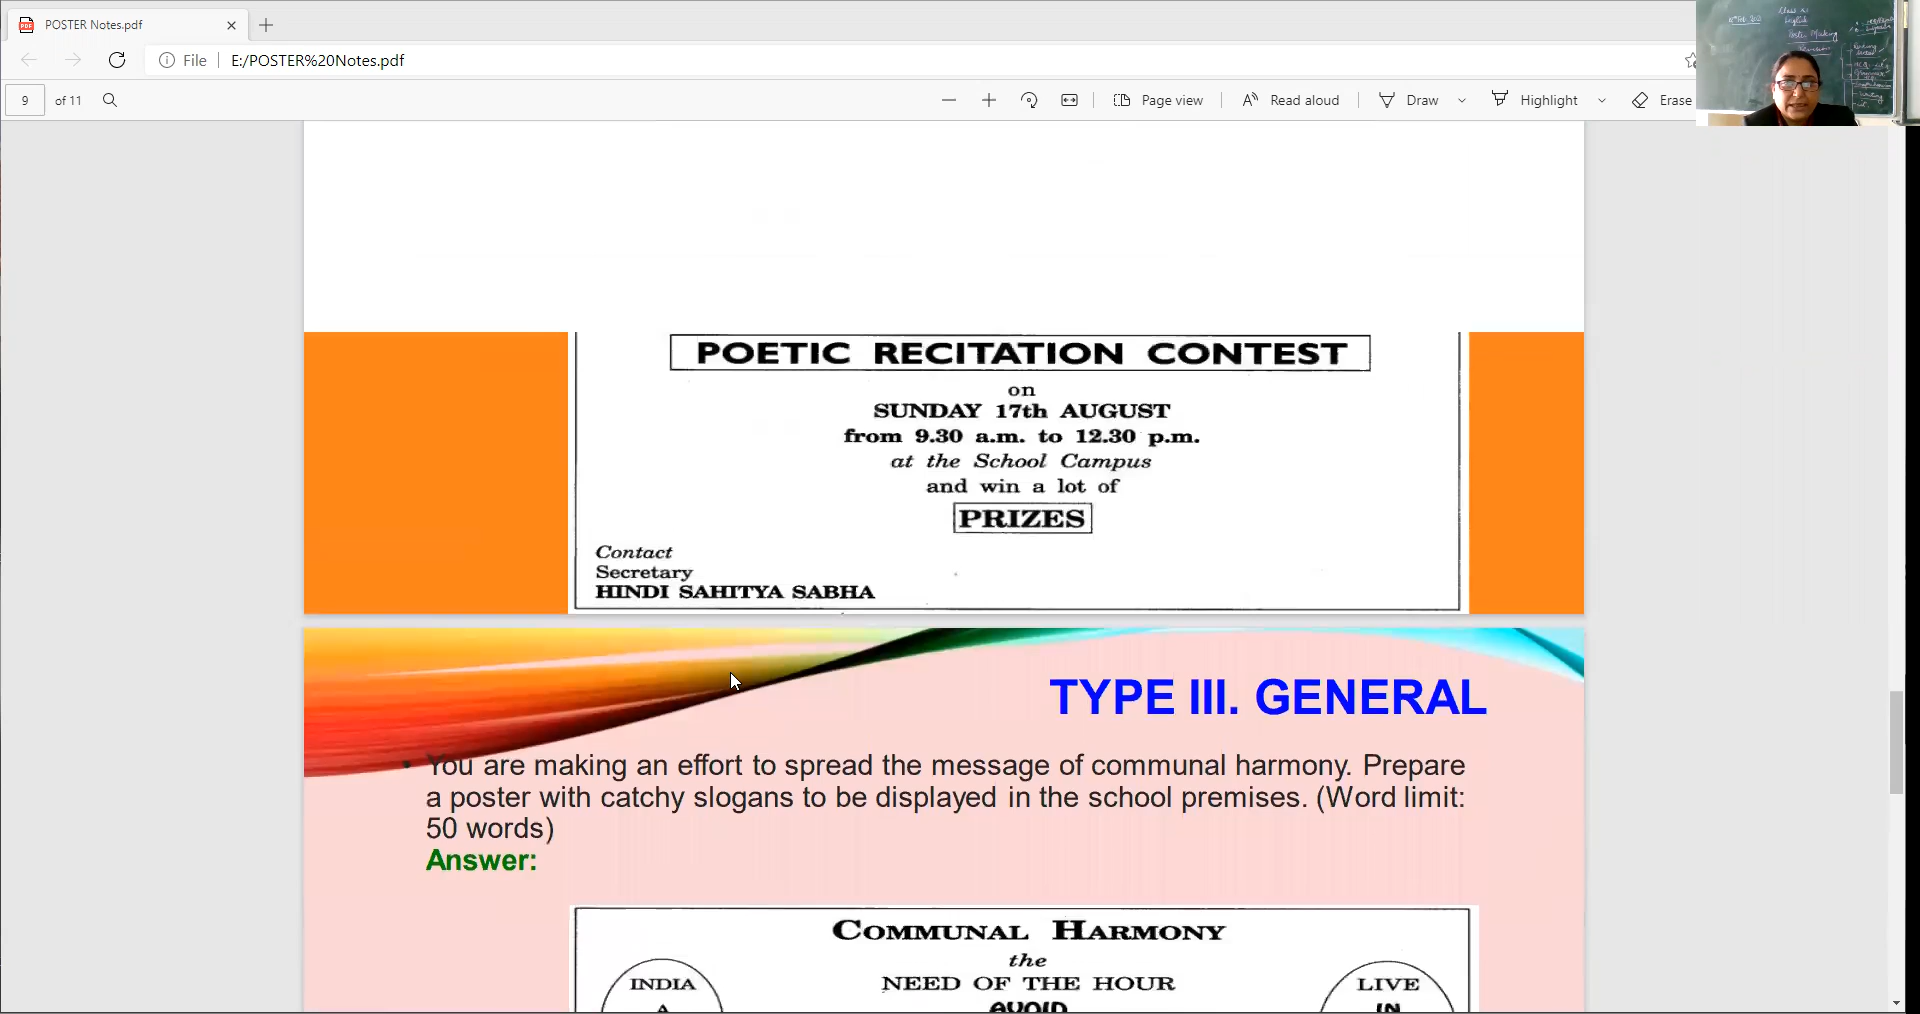 POSTER Notes.pdf
File
E:/POSTER%20Notes.pdf
9 of 11
Page view
Read aloud
Draw
Highlight
Erase
English
POETIC RECITATION CONTEST
on
SUNDAY 17th AUGUST
from 9.30 a.m. to 12.30 p.m.
at the School Campus
and win a lot of
PRIZES
Contact
Secretary
HINDI SAHITYA SABHA
TYPE III. GENERAL
• You are making an effort to spread the message of communal harmony. Prepare
a poster with catchy slogans to be displayed in the school premises. (Word limit:
50 words)
Answer:
COMMUNAL HARMONY
the
INDIA NEED OF THE HOUR LIVE
A AVOID IN